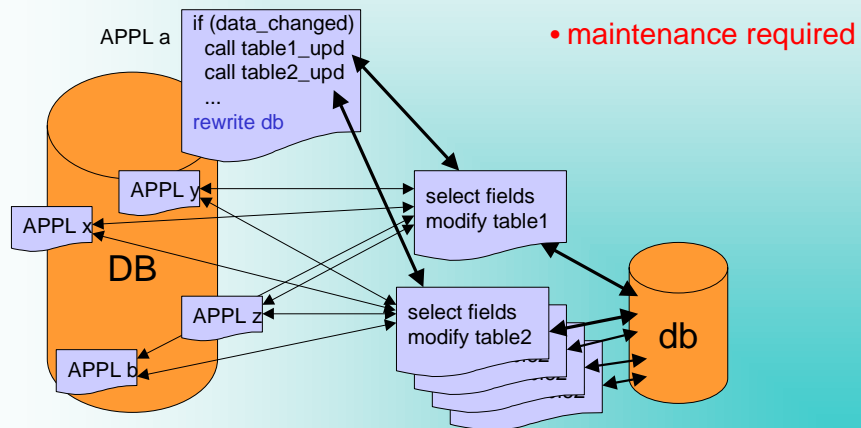 APPL a
if (data_changed)
call table1_upd
call table2_upd
...
rewrite db
• maintenance required
APPL y
APPL x
DB
APPL z
APPL b
select fields
modify table1
select fields
modify table2
db